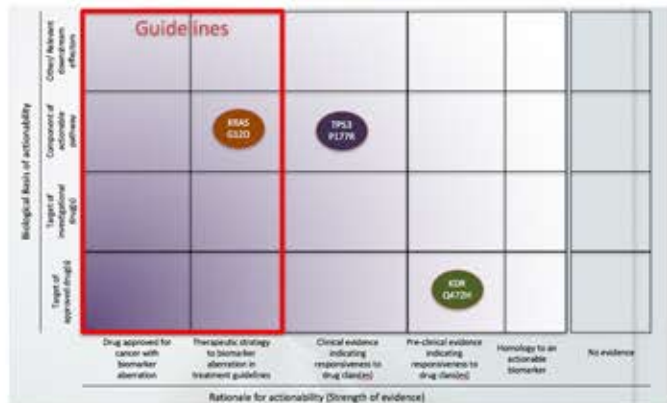 Guidelines
Biological Basis of actionability
Other/ Relevant
downstream
effectors
Component of
actionable
pathway
Target of
investigational
drug(s)
Target of
approved drug(s)
KRAS
G12D
TP53
P177R
KDR
Q472H
Drug approved for
cancer with
biomarker
aberration
Therapeutic strategy
to biomarker
aberration in
treatment guidelines
Clinical evidence
indicating
responsiveness to
drug class(es)
Pre-clinical evidence
indicating
responsiveness to
drug class(es)
Homology to an
actionable
biomarker
No evidence
Rationale for actionability (Strength of evidence)